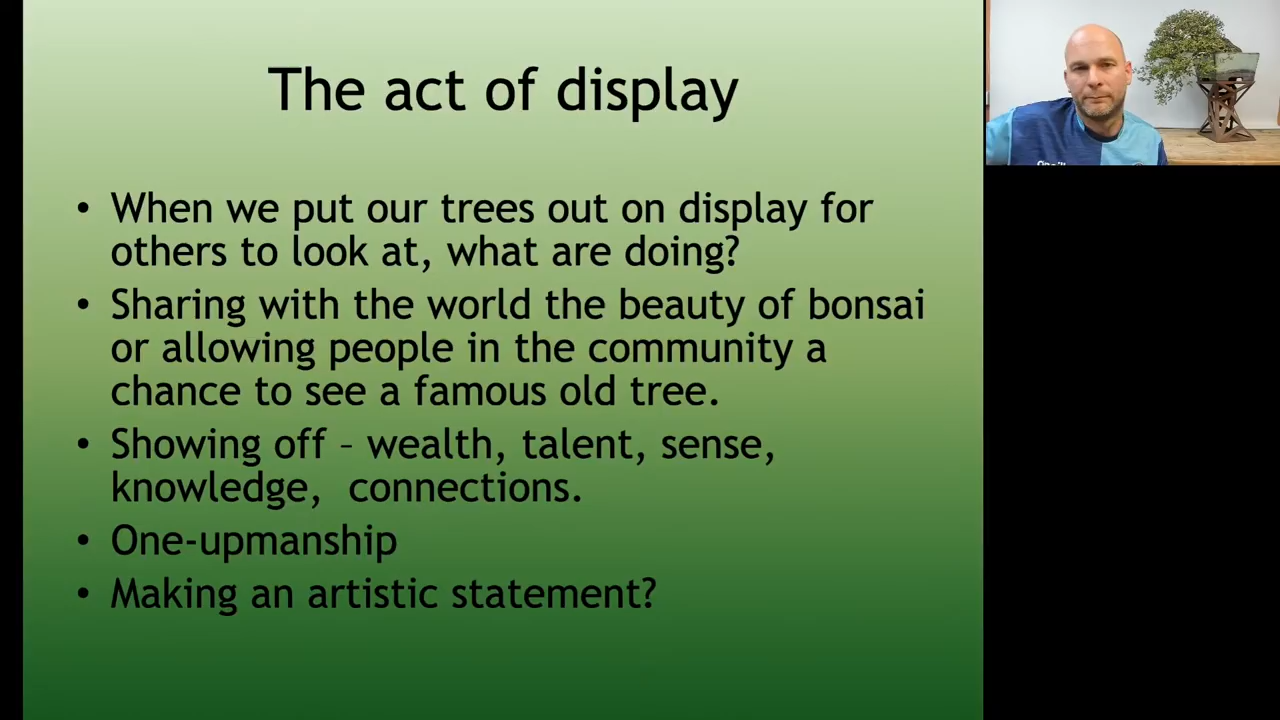 The act of display
• When we put our trees out on display for
others to look at, what are doing?
• Sharing with the world the beauty of bonsai
or allowing people in the community a
chance to see a famous old tree.
• Showing off – wealth, talent, sense,
knowledge,  connections.
• One-upmanship
• Making an artistic statement?